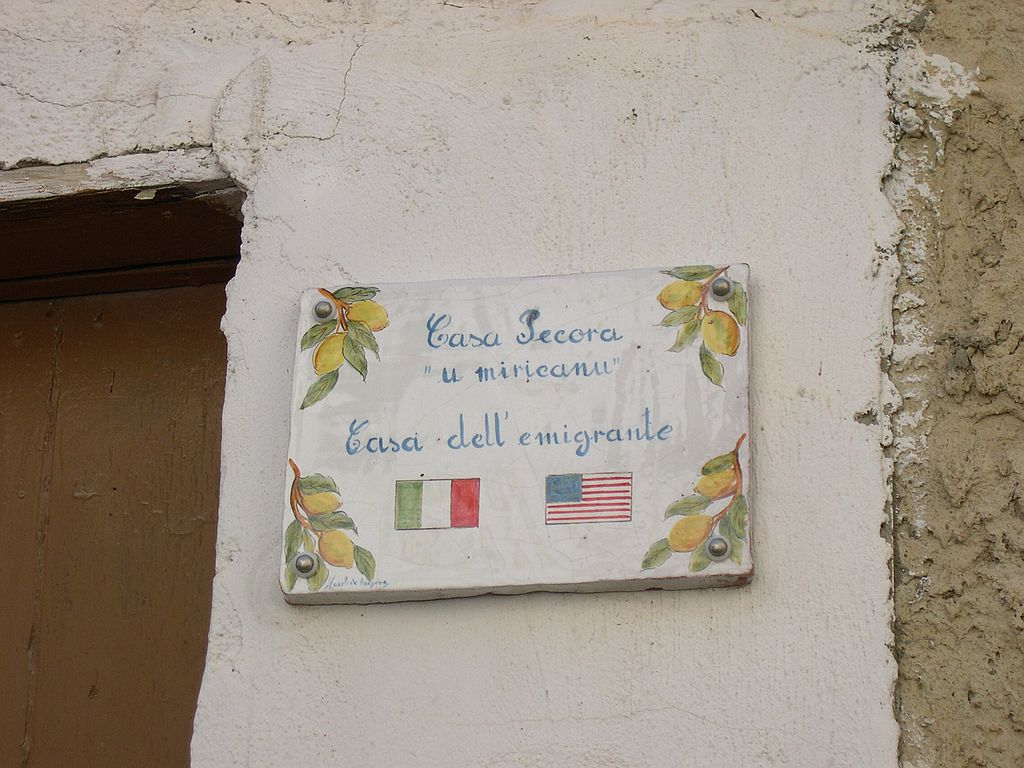 Casa Pecora
"u miricanu"
Casa dell'emigrante